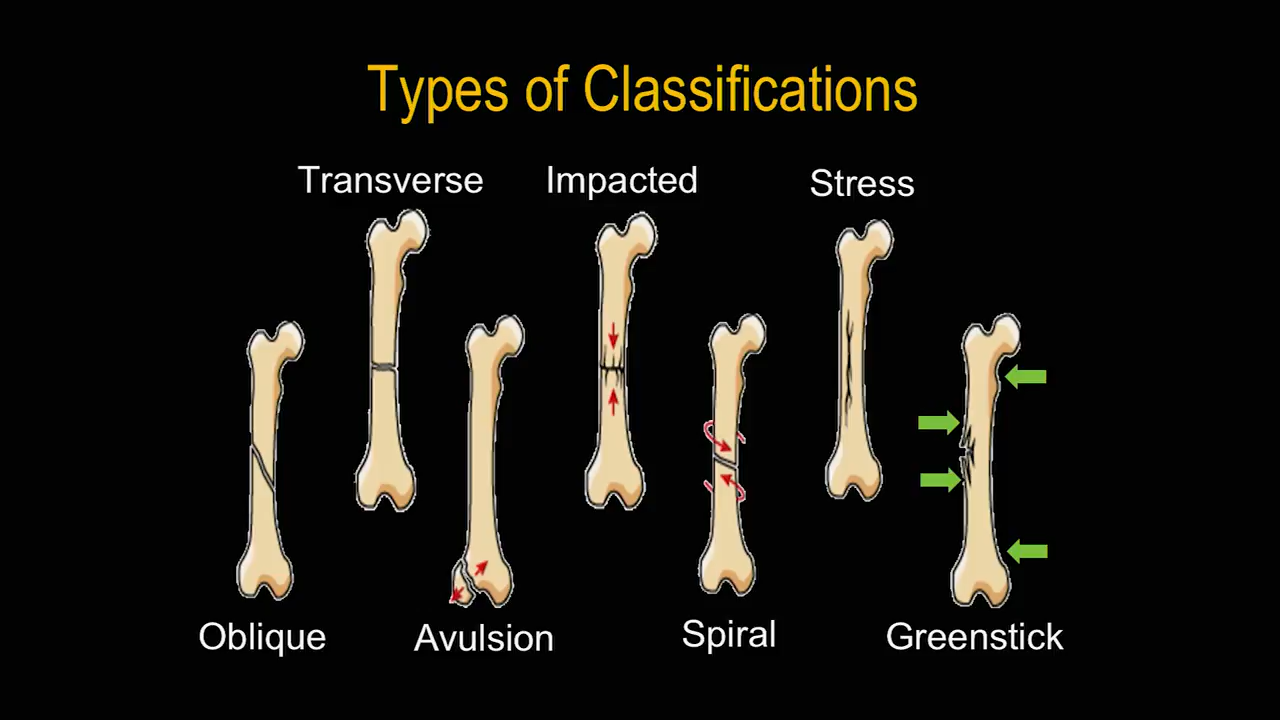 Types of Classifications
Transverse
Impacted
Stress
Oblique
Avulsion
Spiral
Greenstick